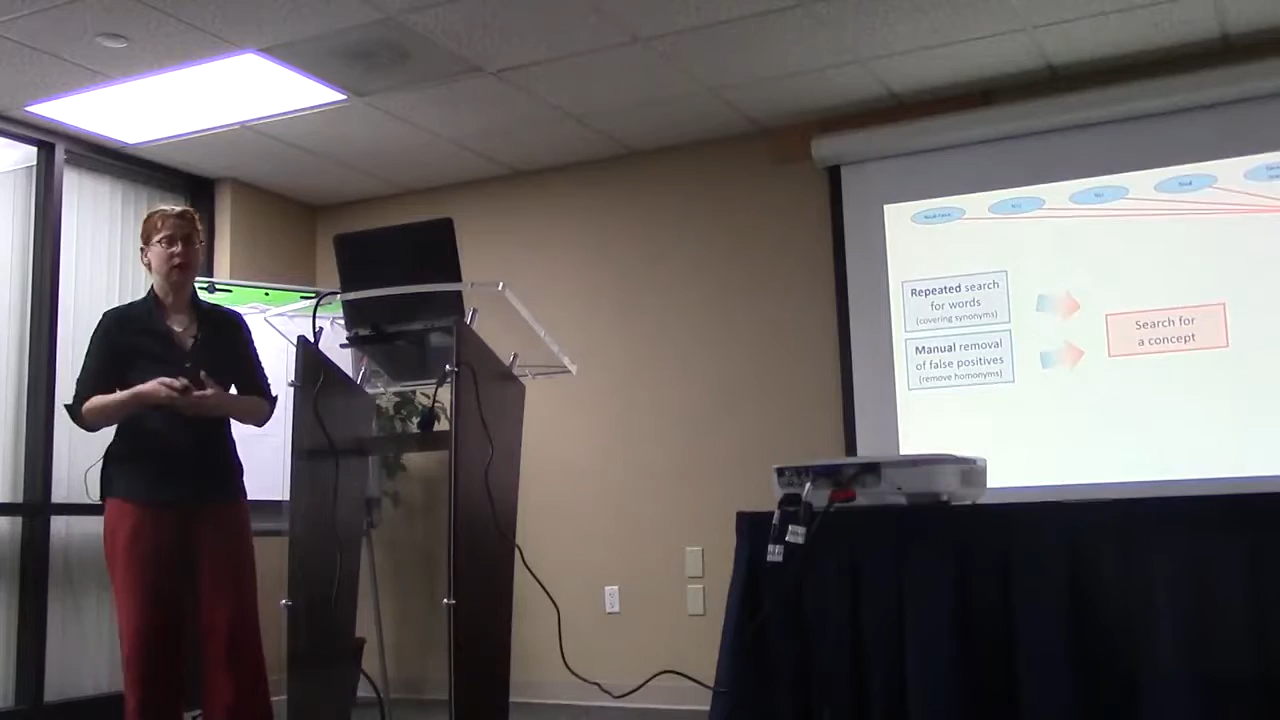 Repeated search
for words
(covering synonyms)
Manual removal
of false positives
(remove homonyms)
Search for
a concept